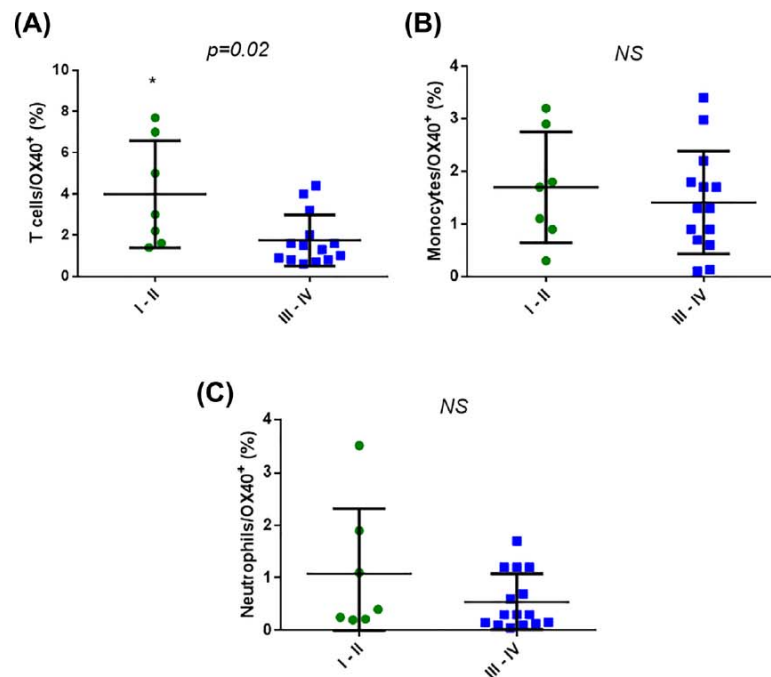 (A)
p=0.02
*
T cells/OX40⁺ (%)
10
8
6
4
2
0
I - II
III - IV
(B)
NS
Monocytes/OX40⁺ (%)
4
3
2
1
0
I - II
III - IV
(C)
NS
Neutrophils/OX40⁺ (%)
4
3
2
1
0
I - II
III - IV